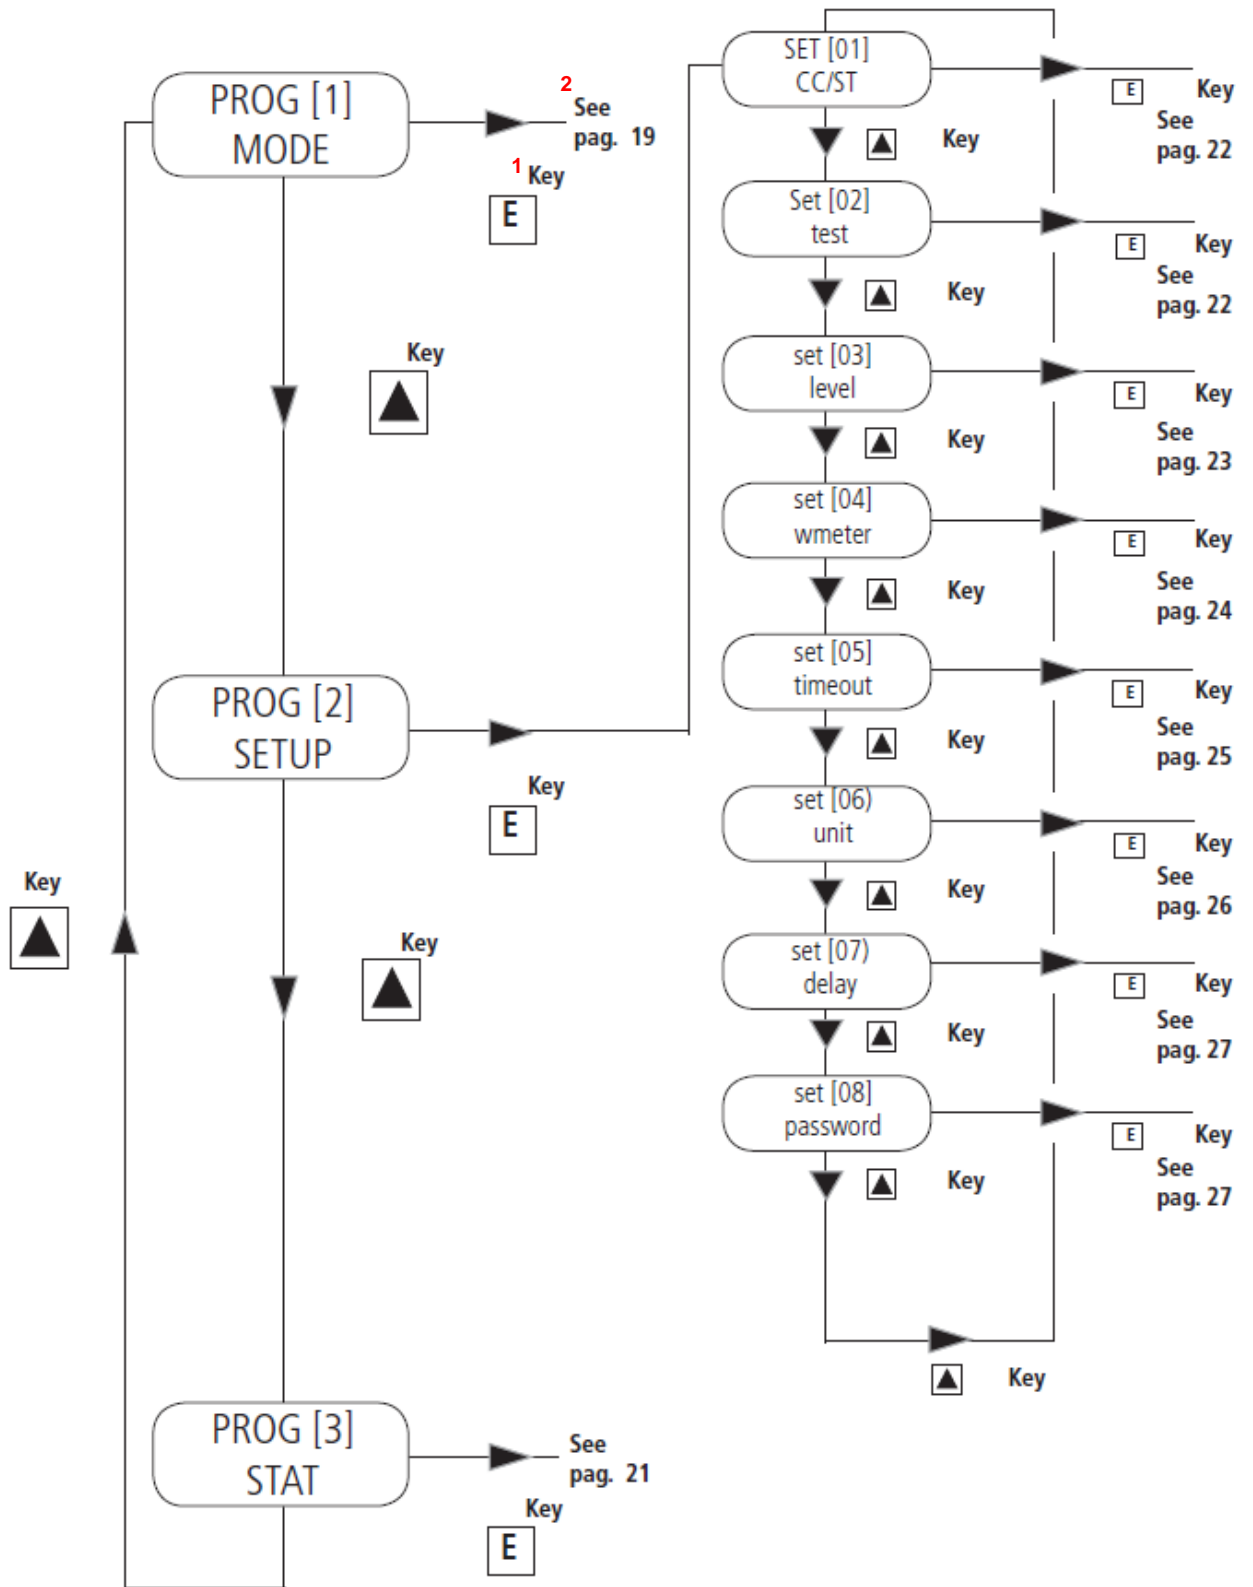 PROG [1]
MODE
2
See
pag. 19
1
Key
E
Key
PROG [2]
SETUP
Key
E
Key
Key
PROG [3]
STAT
See
pag. 21
Key
E
SET [01]
CC/ST
E Key
See
pag. 22
Key
Set [02]
test
E Key
See
pag. 22
Key
set [03]
level
E Key
See
pag. 23
Key
set [04]
wmeter
E Key
See
pag. 24
Key
set [05]
timeout
E Key
See
pag. 25
Key
set [06)
unit
E Key
See
pag. 26
Key
set [07)
delay
E Key
See
pag. 27
Key
set [08]
password
E Key
See
pag. 27
Key
Key